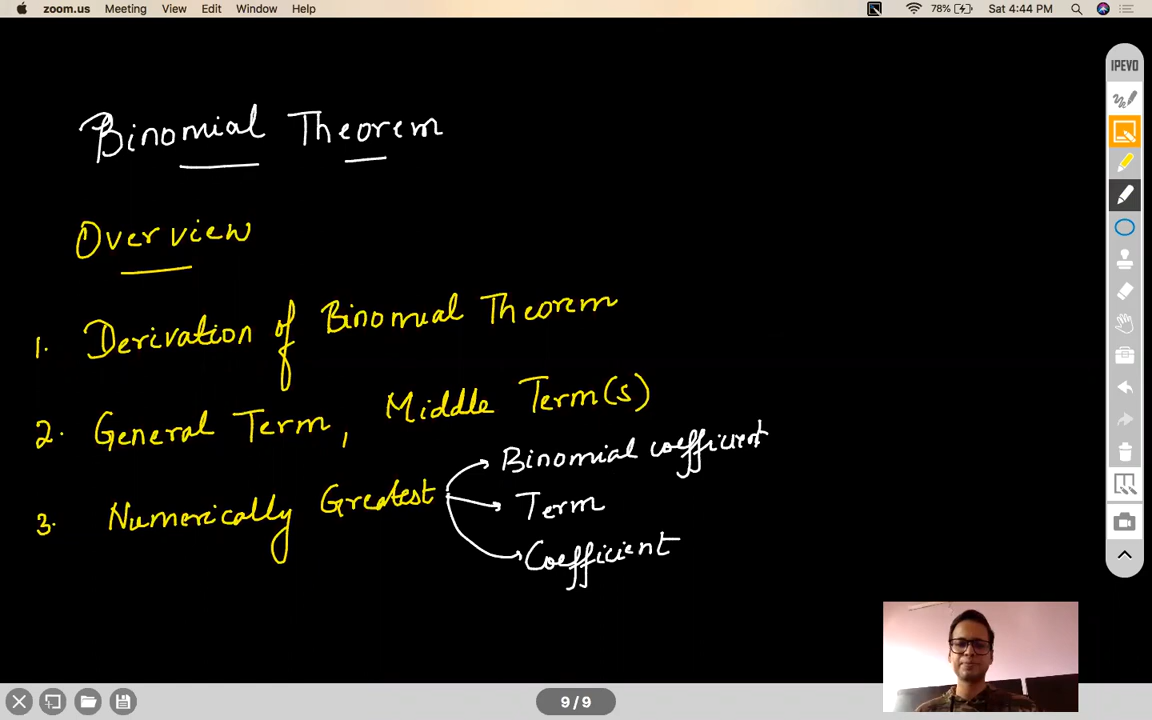 zoom.us Meeting View Edit Window Help 78% Sat 4:44 PM
IPEVO
Binomial Theorem
Overview
1. Derivation of Binomial Theorem
2. General Term, Middle Term(s)
3. Numerically Greatest
Binomial coefficient
Term
Coefficient
9 / 9